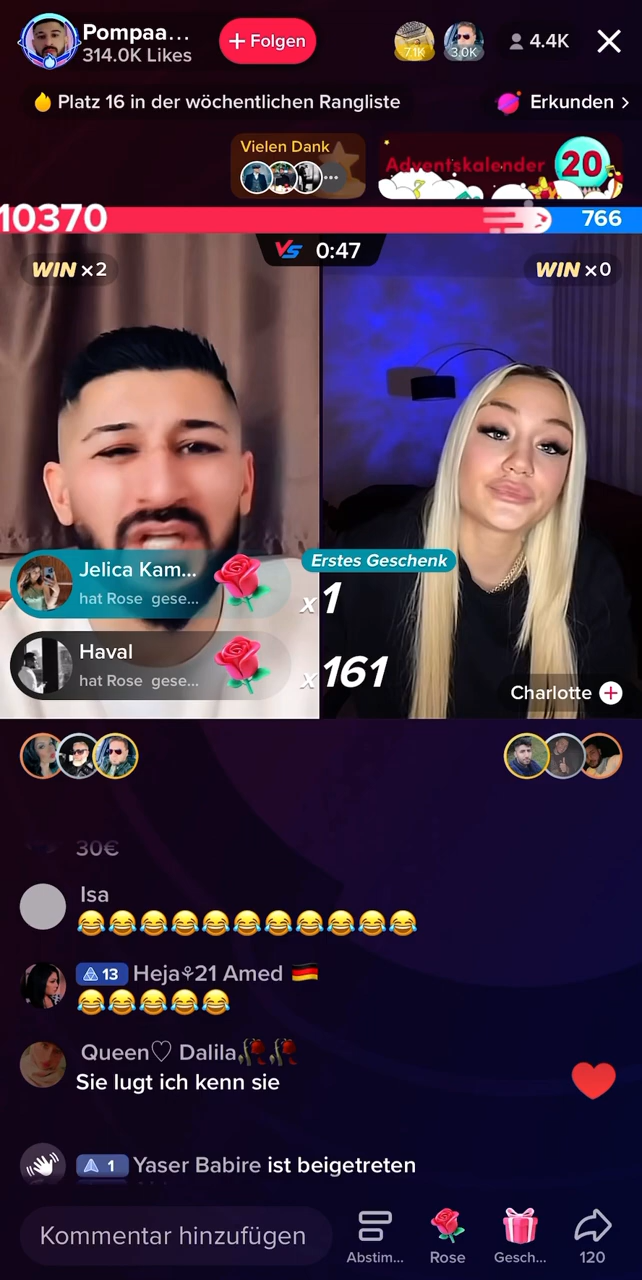 Pompaa...
314.0K Likes
+ Folgen
7.1K
3.0K
4.4K
Platz 16 in der wöchentlichen Rangliste
Erkunden >
Vielen Dank
Adventskalender
20
10370
766
VS 0:47
WIN x2
WIN x0
Erstes Geschenk
Jelica Kam...
hat Rose gese...
x1
Haval
hat Rose gese...
x161
Charlotte
30€
Isa
😂😂😂😂😂😂😂😂😂😂😂
13 Heja⚘21 Amed 🇩🇪
😂😂😂😂😂
Queen♡ Dalila🥀🥀
Sie lugt ich kenn sie
1 Yaser Babire ist beigetreten
Kommentar hinzufügen
Abstim...
Rose
Gesch...
120